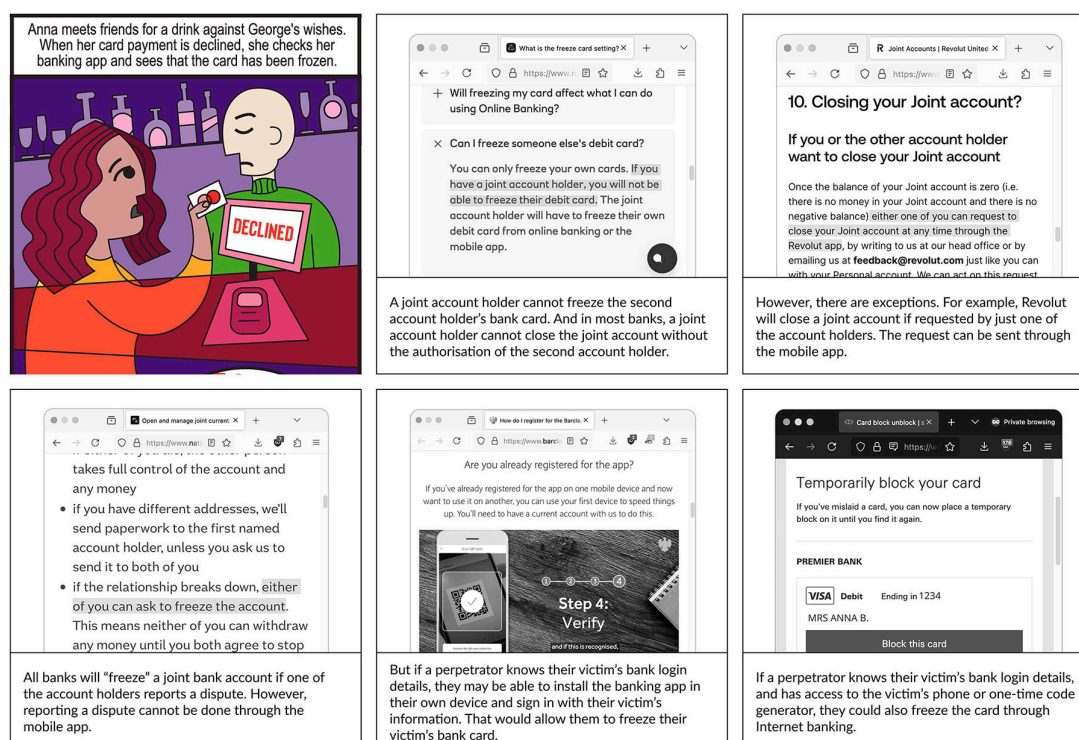 Anna meets friends for a drink against George's wishes.
When her card payment is declined, she checks her
banking app and sees that the card has been frozen.
DECLINED
What is the freeze card setting?
https://www.
Will freezing my card affect what I can do
using Online Banking?
Can I freeze someone else's debit card?
You can only freeze your own cards. If you
have a joint account holder, you will not be
able to freeze their debit card. The joint
account holder will have to freeze their own
debit card from online banking or the
mobile app.
A joint account holder cannot freeze the second
account holder's bank card. And in most banks, a joint
account holder cannot close the joint account without
the authorisation of the second account holder.
R Joint Accounts | Revolut United
https://www
10. Closing your Joint account?
If you or the other account holder
want to close your Joint account
Once the balance of your Joint account is zero (i.e.
there is no money in your Joint account and there is no
negative balance) either one of you can request to
close your Joint account at any time through the
Revolut app, by writing to us at our head office or by
emailing us at feedback@revolut.com just like you can
with your Personal account. We can act on this request
However, there are exceptions. For example, Revolut
will close a joint account if requested by just one of
the account holders. The request can be sent through
the mobile app.
Open and manage joint current
https://www.nat
takes full control of the account and
any money
• if you have different addresses, we'll
send paperwork to the first named
account holder, unless you ask us to
send it to both of you
• if the relationship breaks down, either
of you can ask to freeze the account.
This means neither of you can withdraw
any money until you both agree to stop
All banks will "freeze" a joint bank account if one of
the account holders reports a dispute. However,
reporting a dispute cannot be done through the
mobile app.
How do I register for the Barcla
https://www.barcla
Are you already registered for the app?
If you've already registered for the app on one mobile device and now
want to use it on another, you can use your first device to speed things
up. You'll need to have a current account with us to do this.
1 2 3 4
Step 4:
Verify
and if this is recognised,
But if a perpetrator knows their victim's bank login
details, they may be able to install the banking app in
their own device and sign in with their victim's
information. That would allow them to freeze their
victim's bank card.
Card block unblock | s
Private browsing
https://w
176
Temporarily block your card
If you've mislaid a card, you can now place a temporary
block on it until you find it again.
PREMIER BANK
VISA Debit Ending in 1234
MRS ANNA B.
Block this card
If a perpetrator knows their victim's bank login details,
and has access to the victim's phone or one-time code
generator, they could also freeze the card through
Internet banking.